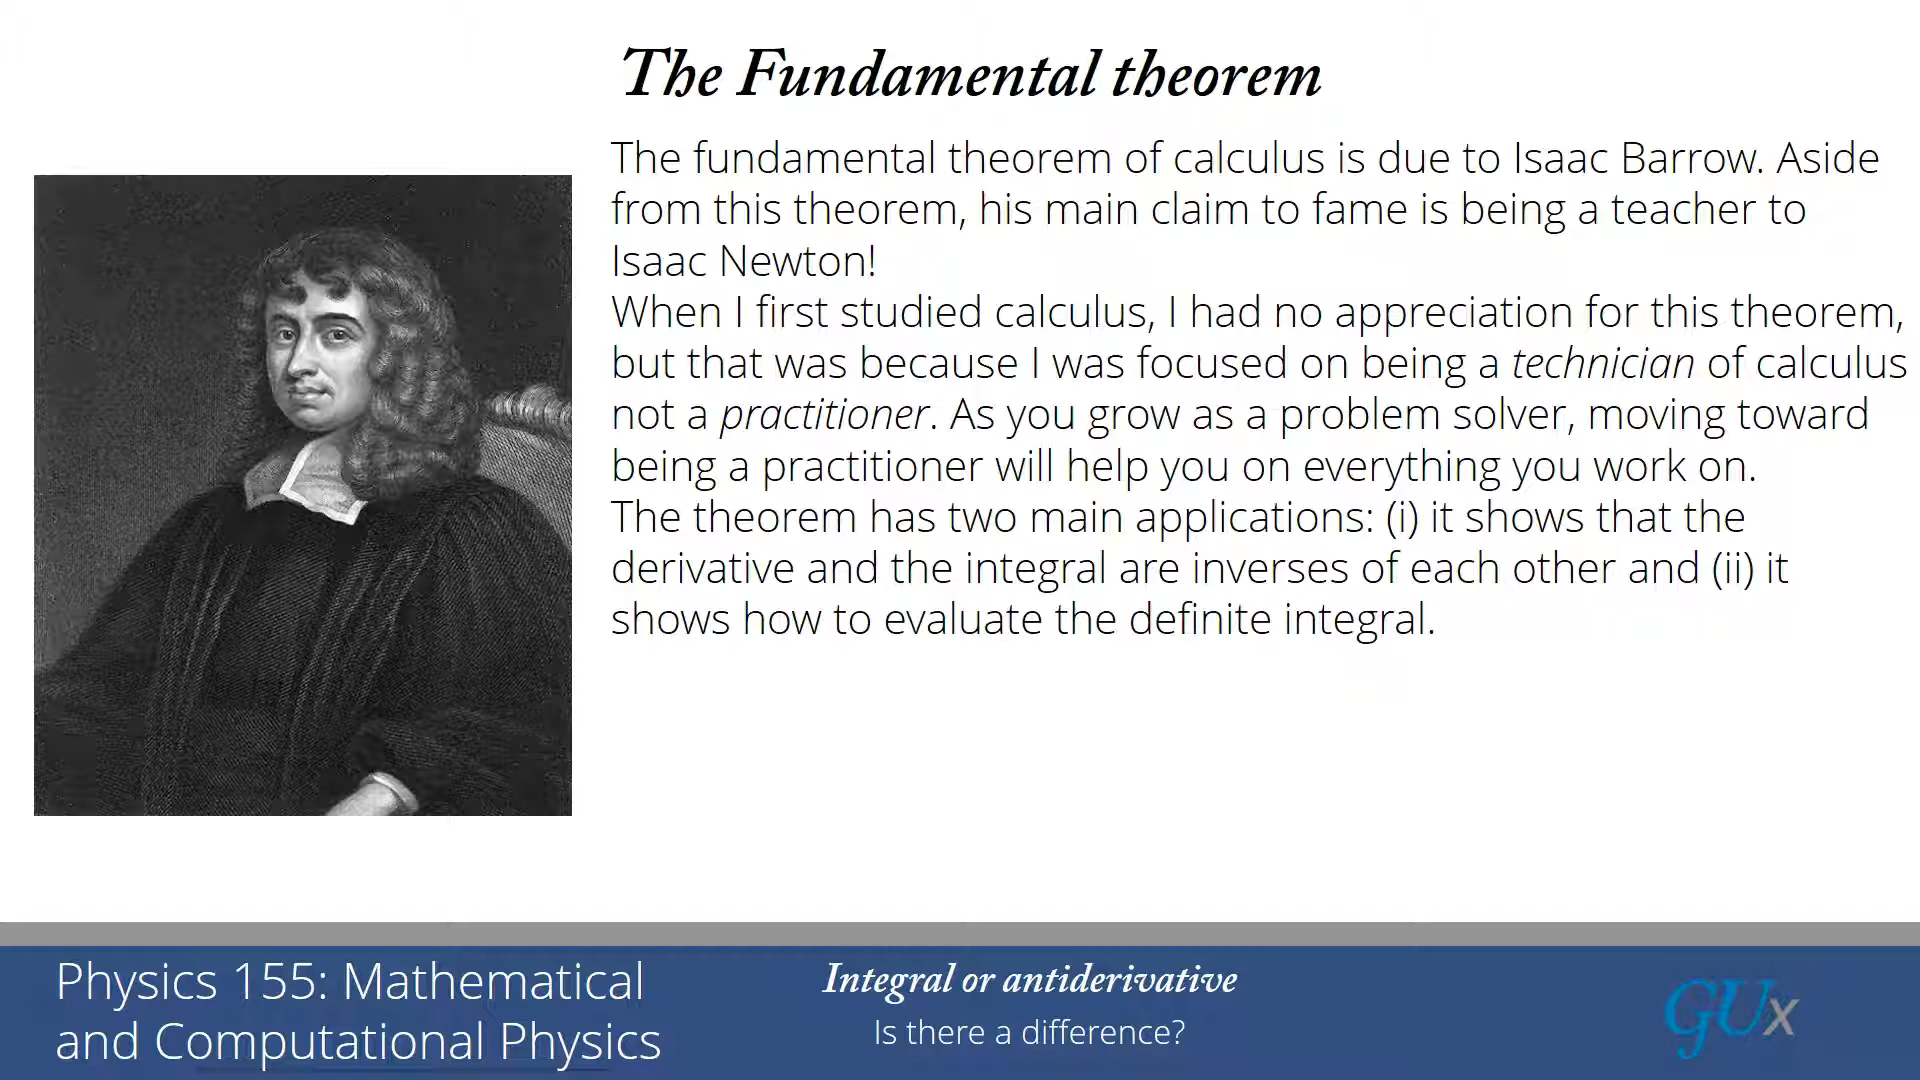 The Fundamental theorem
The fundamental theorem of calculus is due to Isaac Barrow. Aside
from this theorem, his main claim to fame is being a teacher to
Isaac Newton!
When I first studied calculus, I had no appreciation for this theorem,
but that was because I was focused on being a technician of calculus
not a practitioner. As you grow as a problem solver, moving toward
being a practitioner will help you on everything you work on.
The theorem has two main applications: (i) it shows that the
derivative and the integral are inverses of each other and (ii) it
shows how to evaluate the definite integral.
Physics 155: Mathematical
and Computational Physics
Integral or antiderivative
Is there a difference?
GUx